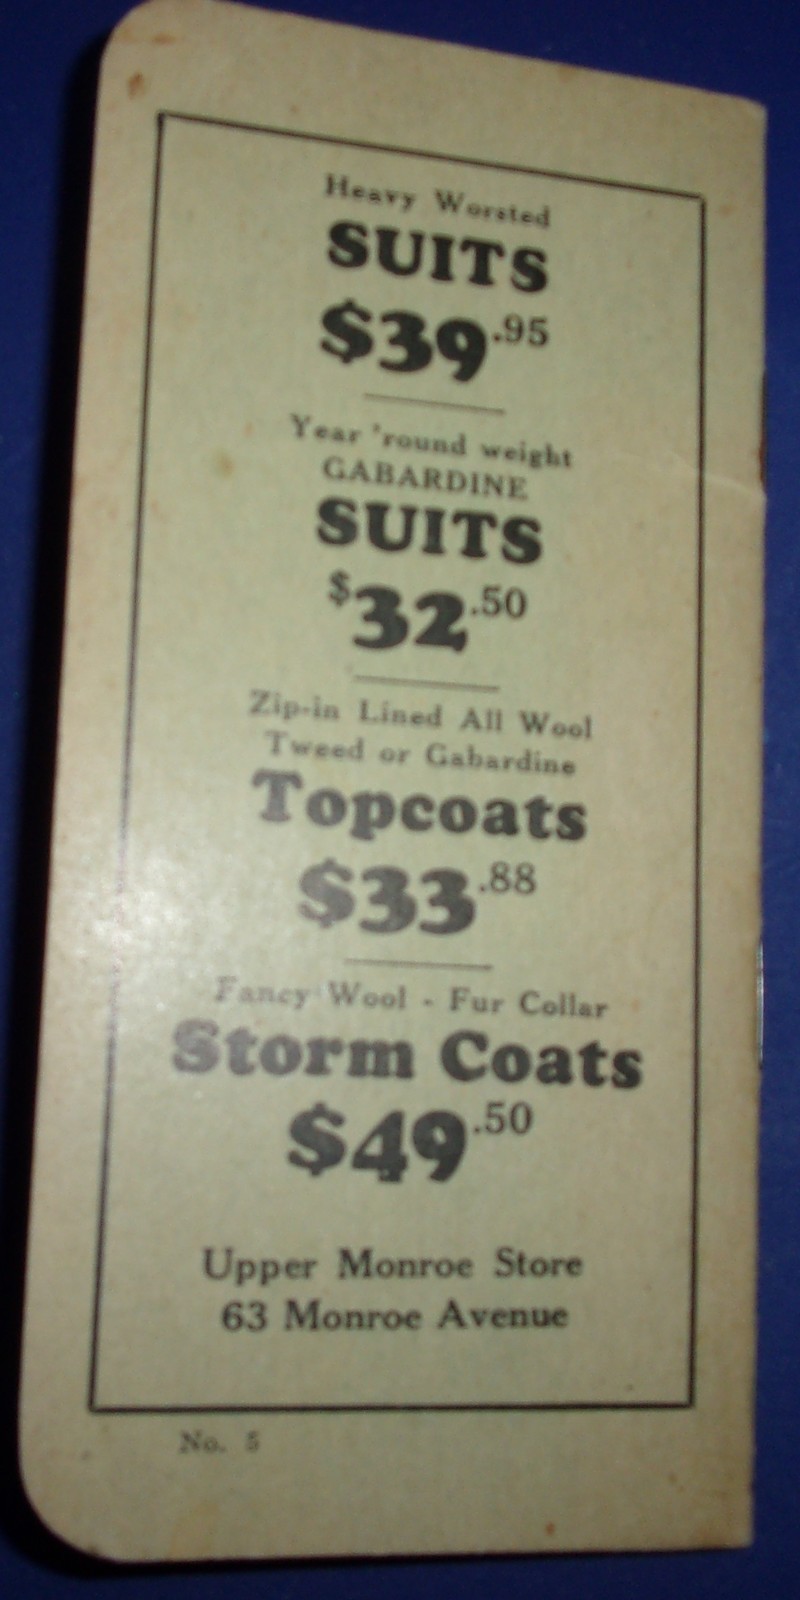 Heavy Worsted
SUITS
$39.95
Year 'round weight
GABARDINE
SUITS
$32.50
Zip-in Lined All Wool
Tweed or Gabardine
Topcoats
$33.88
Fancy Wool - Fur Collar
Storm Coats
$49.50
Upper Monroe Store
63 Monroe Avenue
No. 5